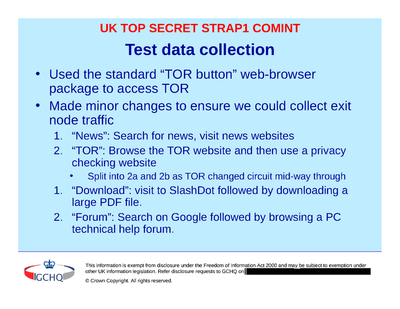 UK TOP SECRET STRAP1 COMINT
Test data collection
• Used the standard “TOR button” web-browser
package to access TOR
• Made minor changes to ensure we could collect exit
node traffic
1. “News”: Search for news, visit news websites
2. “TOR”: Browse the TOR website and then use a privacy
checking website
• Split into 2a and 2b as TOR changed circuit mid-way through
1. “Download”: visit to SlashDot followed by downloading a
large PDF file.
2. “Forum”: Search on Google followed by browsing a PC
technical help forum.
GCHQ
This information is exempt from disclosure under the Freedom of Information Act 2000 and may be subject to exemption under
other UK information legislation. Refer disclosure requests to GCHQ on
© Crown Copyright. All rights reserved.